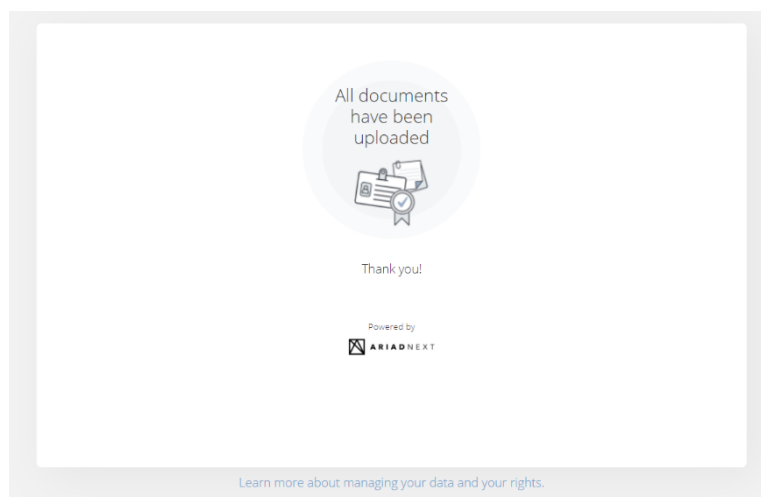 All documents
have been
uploaded
Thank you!
Powered by
ARIADNEXT
Learn more about managing your data and your rights.